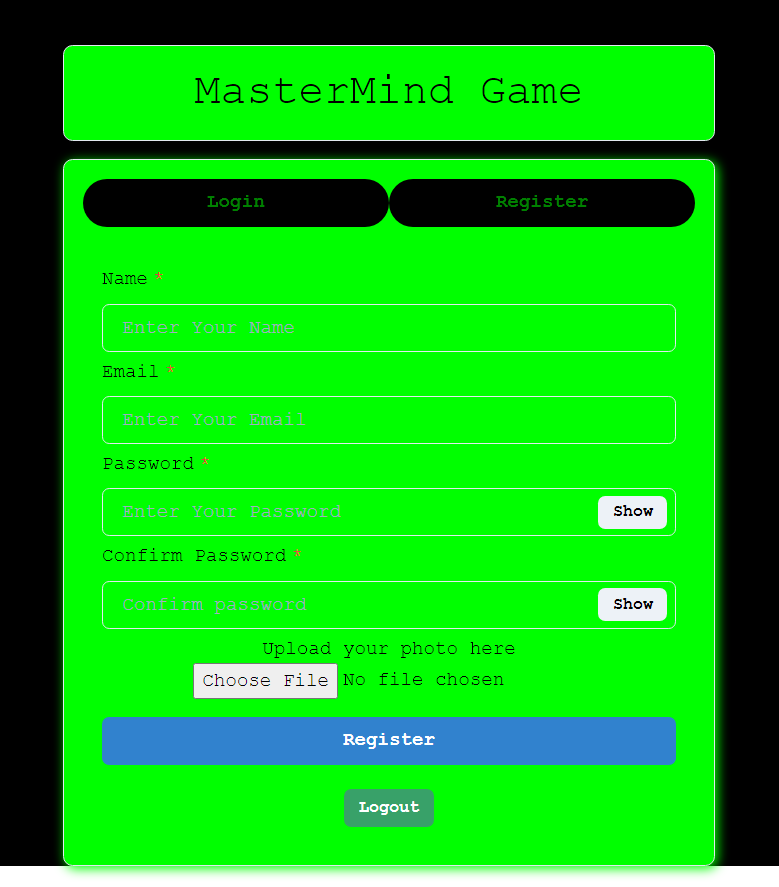 MasterMind Game
Login Register
Name *
Enter Your Name
Email *
Enter Your Email
Password *
Enter Your Password Show
Confirm Password *
Confirm password Show
Upload your photo here
Choose File No file chosen
Register
Logout